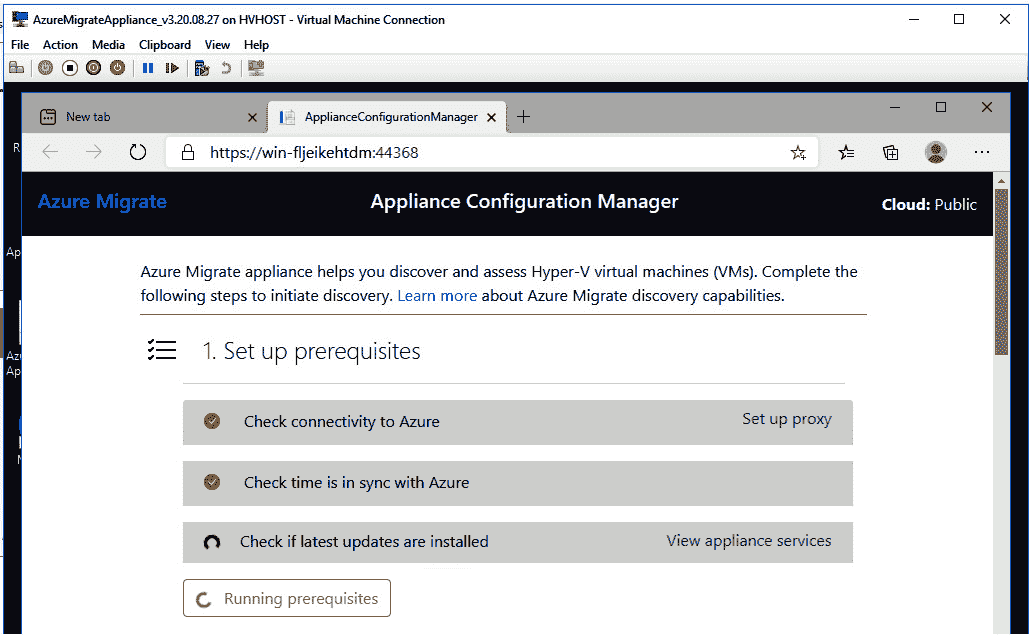 AzureMigrateAppliance_v3.20.08.27 on HVHOST - Virtual Machine Connection
File Action Media Clipboard View Help
New tab
ApplianceConfigurationManager
https://win-fljeikehtdm:44368
Azure Migrate
Appliance Configuration Manager
Cloud: Public
Azure Migrate appliance helps you discover and assess Hyper-V virtual machines (VMs). Complete the
following steps to initiate discovery. Learn more about Azure Migrate discovery capabilities.
1. Set up prerequisites
Check connectivity to Azure
Set up proxy
Check time is in sync with Azure
Check if latest updates are installed
View appliance services
Running prerequisites